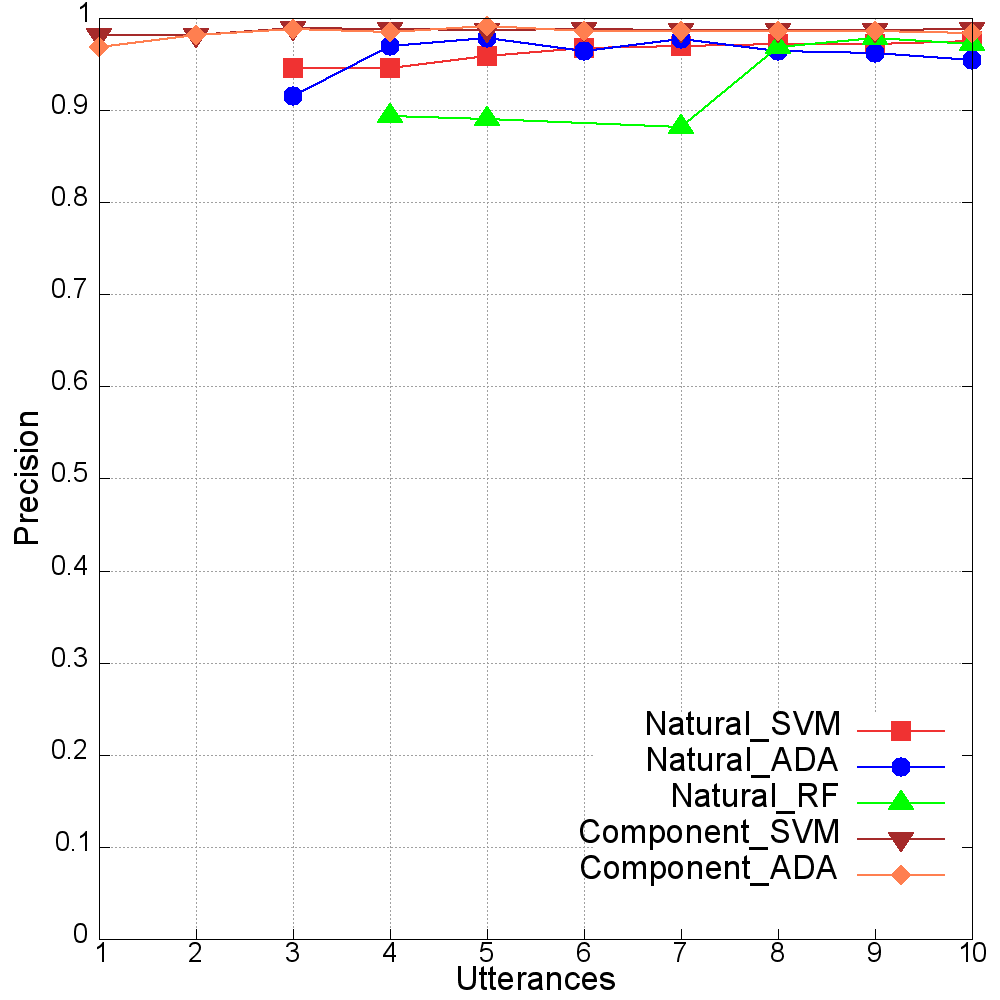 1
0.9
0.8
0.7
0.6
0.5
0.4
0.3
0.2
0.1
0
Precision
Natural_SVM
Natural_ADA
Natural_RF
Component_SVM
Component_ADA
1 2 3 4 5 6 7 8 9 10
Utterances